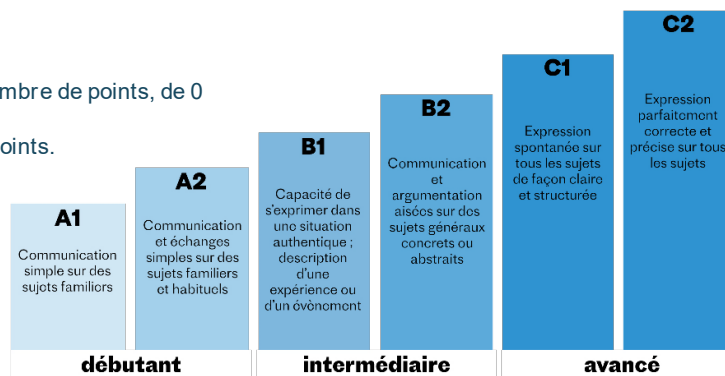 mbre de points, de 0
oints.
A1
Communication
simple sur des
sujets familiers
A2
Communication
et échanges
simples sur des
sujets familiers
et habituels
B1
Capacité de
s'exprimer dans
une situation
authentique ;
description
d'une
expérience ou
d'un évènement
B2
Communication
et
argumentation
aisées sur des
sujets généraux
concrets ou
abstraits
C1
Expression
spontanée sur
tous les sujets
de façon claire
et structurée
C2
Expression
parfaitement
correcte et
précise sur tous
les sujets
débutant
intermédiaire
avancé